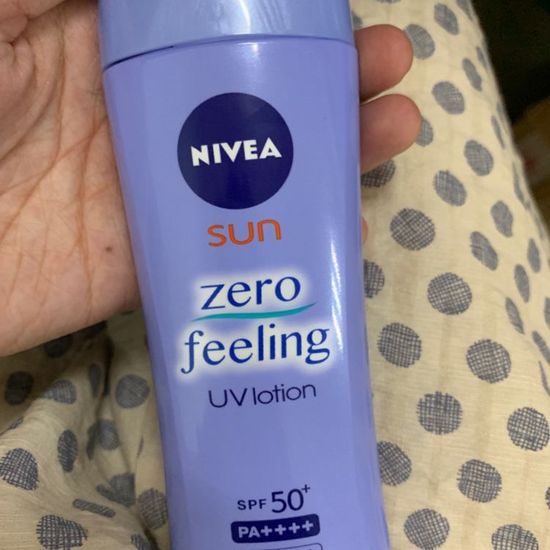 NIVEA
sun
zero
feeling
UV lotion
SPF 50+
PA++++